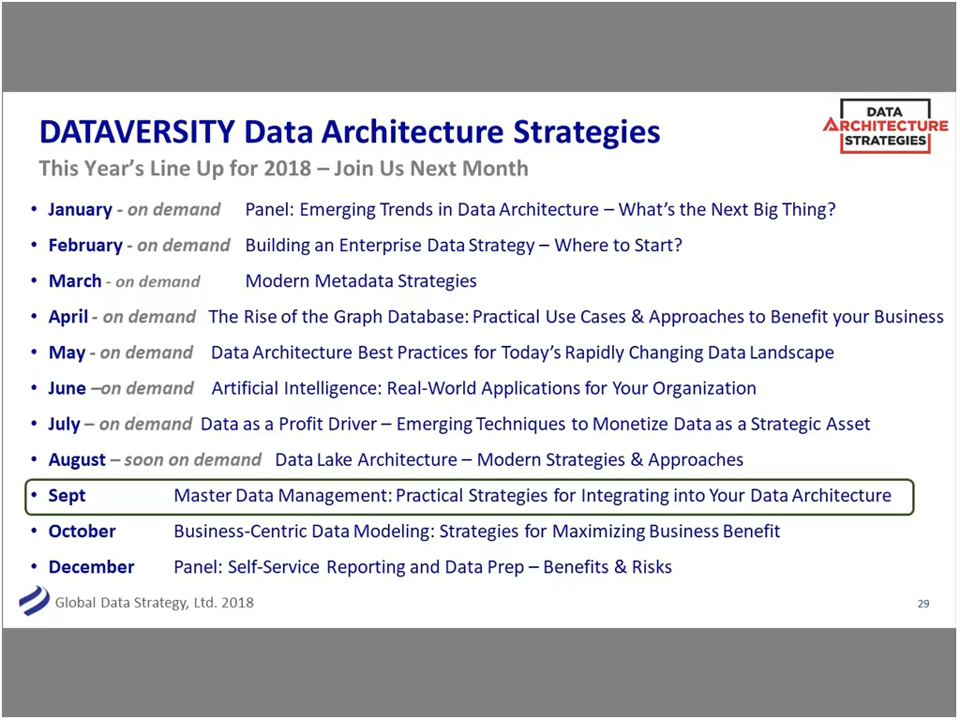 DATAVERSITY Data Architecture Strategies
DATA
ARCHITECTURE
STRATEGIES
This Year's Line Up for 2018 – Join Us Next Month
• January - on demand Panel: Emerging Trends in Data Architecture – What's the Next Big Thing?
• February - on demand Building an Enterprise Data Strategy – Where to Start?
• March - on demand Modern Metadata Strategies
• April - on demand The Rise of the Graph Database: Practical Use Cases & Approaches to Benefit your Business
• May - on demand Data Architecture Best Practices for Today's Rapidly Changing Data Landscape
• June –on demand Artificial Intelligence: Real-World Applications for Your Organization
• July – on demand Data as a Profit Driver – Emerging Techniques to Monetize Data as a Strategic Asset
• August – soon on demand Data Lake Architecture – Modern Strategies & Approaches
• Sept Master Data Management: Practical Strategies for Integrating into Your Data Architecture
• October Business-Centric Data Modeling: Strategies for Maximizing Business Benefit
• December Panel: Self-Service Reporting and Data Prep – Benefits & Risks
Global Data Strategy, Ltd. 2018
29